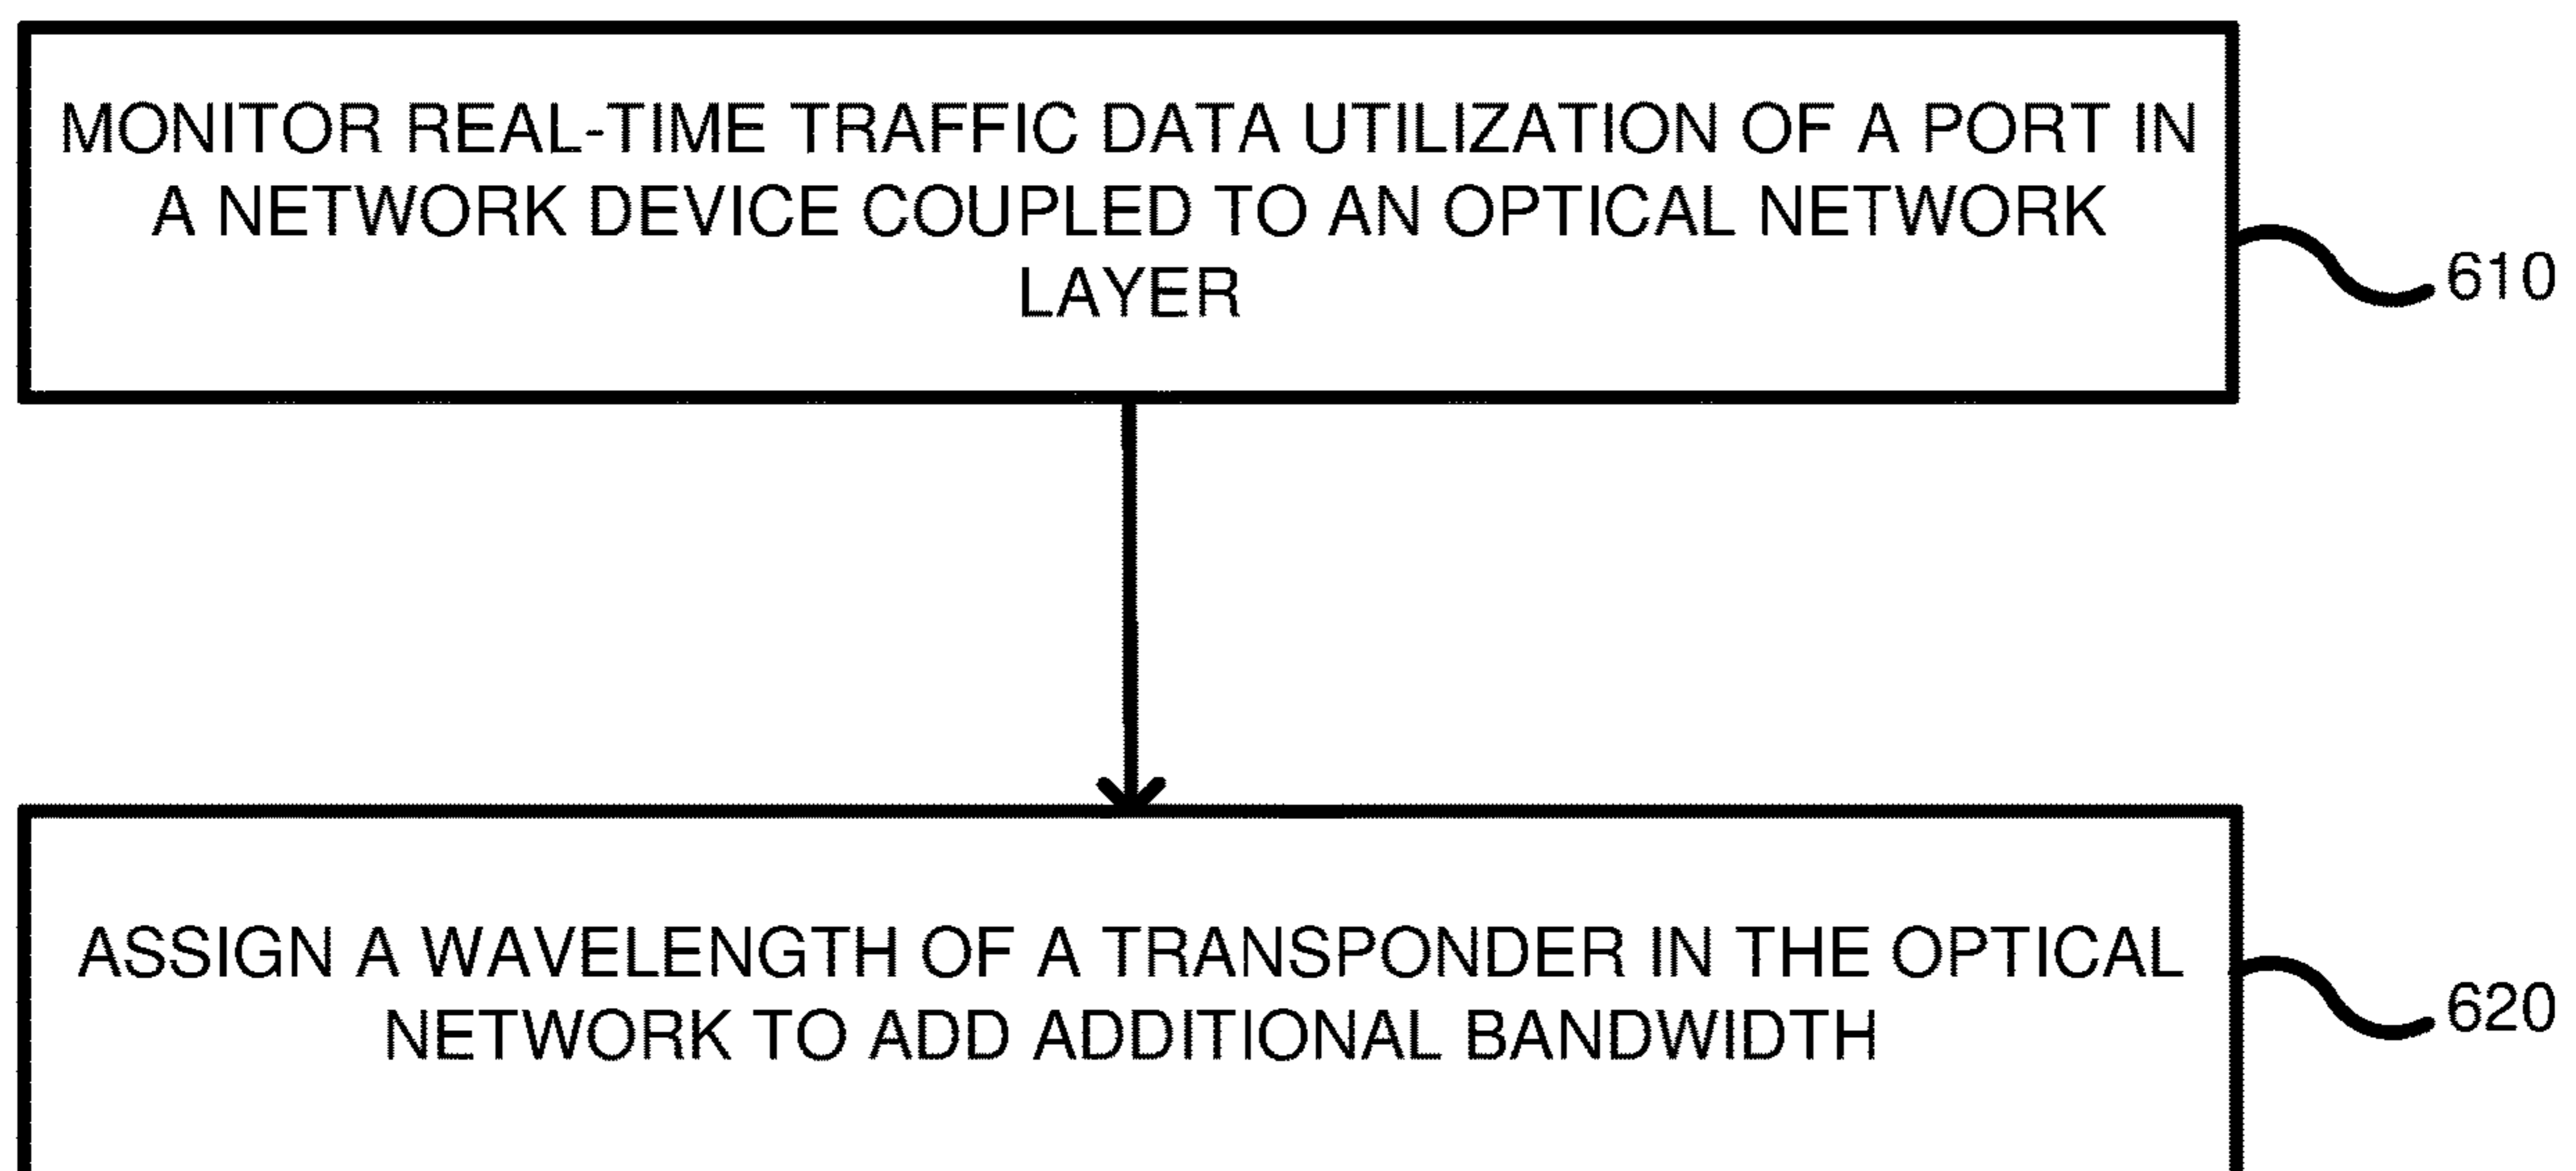 MONITOR REAL-TIME TRAFFIC DATA UTILIZATION OF A PORT IN
A NETWORK DEVICE COUPLED TO AN OPTICAL NETWORK
LAYER
610
ASSIGN A WAVELENGTH OF A TRANSPONDER IN THE OPTICAL
NETWORK TO ADD ADDITIONAL BANDWIDTH
620